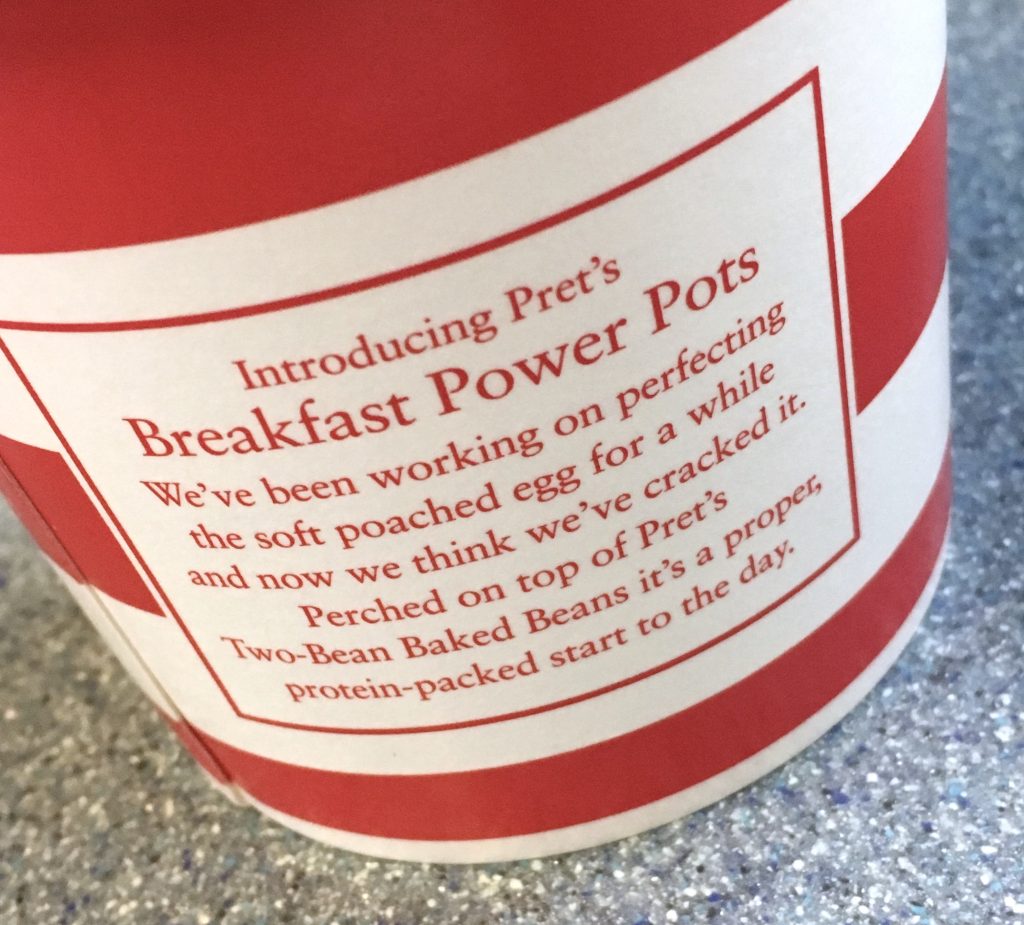 Introducing Pret's
Breakfast Power Pots
We've been working on perfecting
the soft poached egg for a while
and now we think we've cracked it.
Perched on top of Pret's
Two-Bean Baked Beans it's a proper,
protein-packed start to the day.